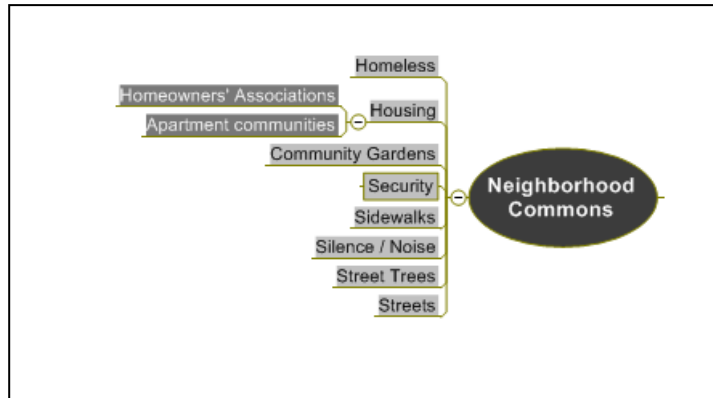 Homeless
Homeowners' Associations
Housing
Apartment communities
Community Gardens
Security
Neighborhood
Commons
Sidewalks
Silence / Noise
Street Trees
Streets